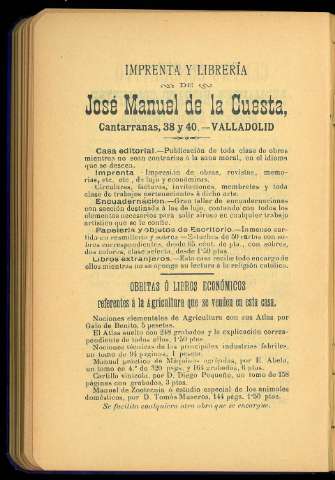 IMPRENTA Y LIBRERÍA
DE
José Manuel de la Cuesta,
Cantarranas, 38 y 40.—VALLADOLID
Casa editorial.—Publicación de toda clase de obras
mientras no sean contrarias á la sana moral, en el idioma
que se desean.
Imprenta.—Impresión de obras, revistas, memo-
rias, etc., etc., de lujo y económicas.
Circulares, facturas, invitaciones, membretes y toda
clase de trabajos concernientes á dicho arte.
Encuadernación.—Gran taller de encuadernaciones
con sección destinada á las de lujo, contando con todos los
elementos necesarios para salir airoso en cualquier trabajo
artístico que se le confíe.
Papelería y objetos de Escritorio.—Inmenso sur-
tido en resmillería y sobres.—Estuches de 50 cartas con so-
bres correspondientes, desde 65 cént. de pta., con sobres,
dos colores, clase selecta, desde 1'50 ptas.
Libros extranjeros.—Esta casa recibe todo encargo de
ellos mientras no se oponga su lectura á la religión católica.
OBRITAS Ó LIBROS ECONÓMICOS
referentes á la Agricultura que se venden en esta casa.
Nociones elementales de Agricultura con sus Atlas por
Galo de Benito, 5 pesetas.
El Atlas suelto con 248 grabados y la explicación corres-
pondiente de todos ellos, 1'50 ptas.
Nociones técnicas de las principales industrias fabriles,
un tomo de 94 páginas, 1 peseta.
Manual práctico de Máquinas agrícolas, por E. Abela,
un tomo en 4.º de 320 págs. y 164 grabados, 6 ptas.
Cartilla vinícola, por D. Diego Pequeño, un tomo de 158
páginas con grabados, 3 ptas.
Manual de Zootecnia ó estudio especial de los animales
domésticos, por D. Tomás Museros, 144 págs. 1'50 ptas.
Se facilita cualquiera otra obra que se encargue.